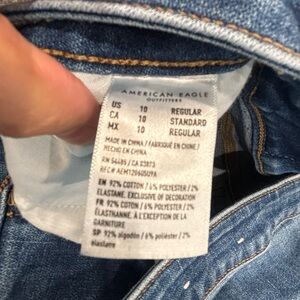 AMERICAN EAGLE
OUTFITTERS
US 10 REGULAR
CA 10 STANDARD
MX 10 REGULAR
MADE IN CHINA / FABRIQUÉ EN CHINE /
HECHO EN CHINA
RN 54485 / CA 03873
EN: 92% COTTON / 6% POLYESTER / 2%
ELASTANE. EXCLUSIVE OF DECORATION
FR: 92% COTON / 6% POLYESTER / 2%
ÉLASTHANNE. À L'EXCEPTION DE LA
GARNITURE
SP: 92% algodón / 6% poliéster / 2%
elastano